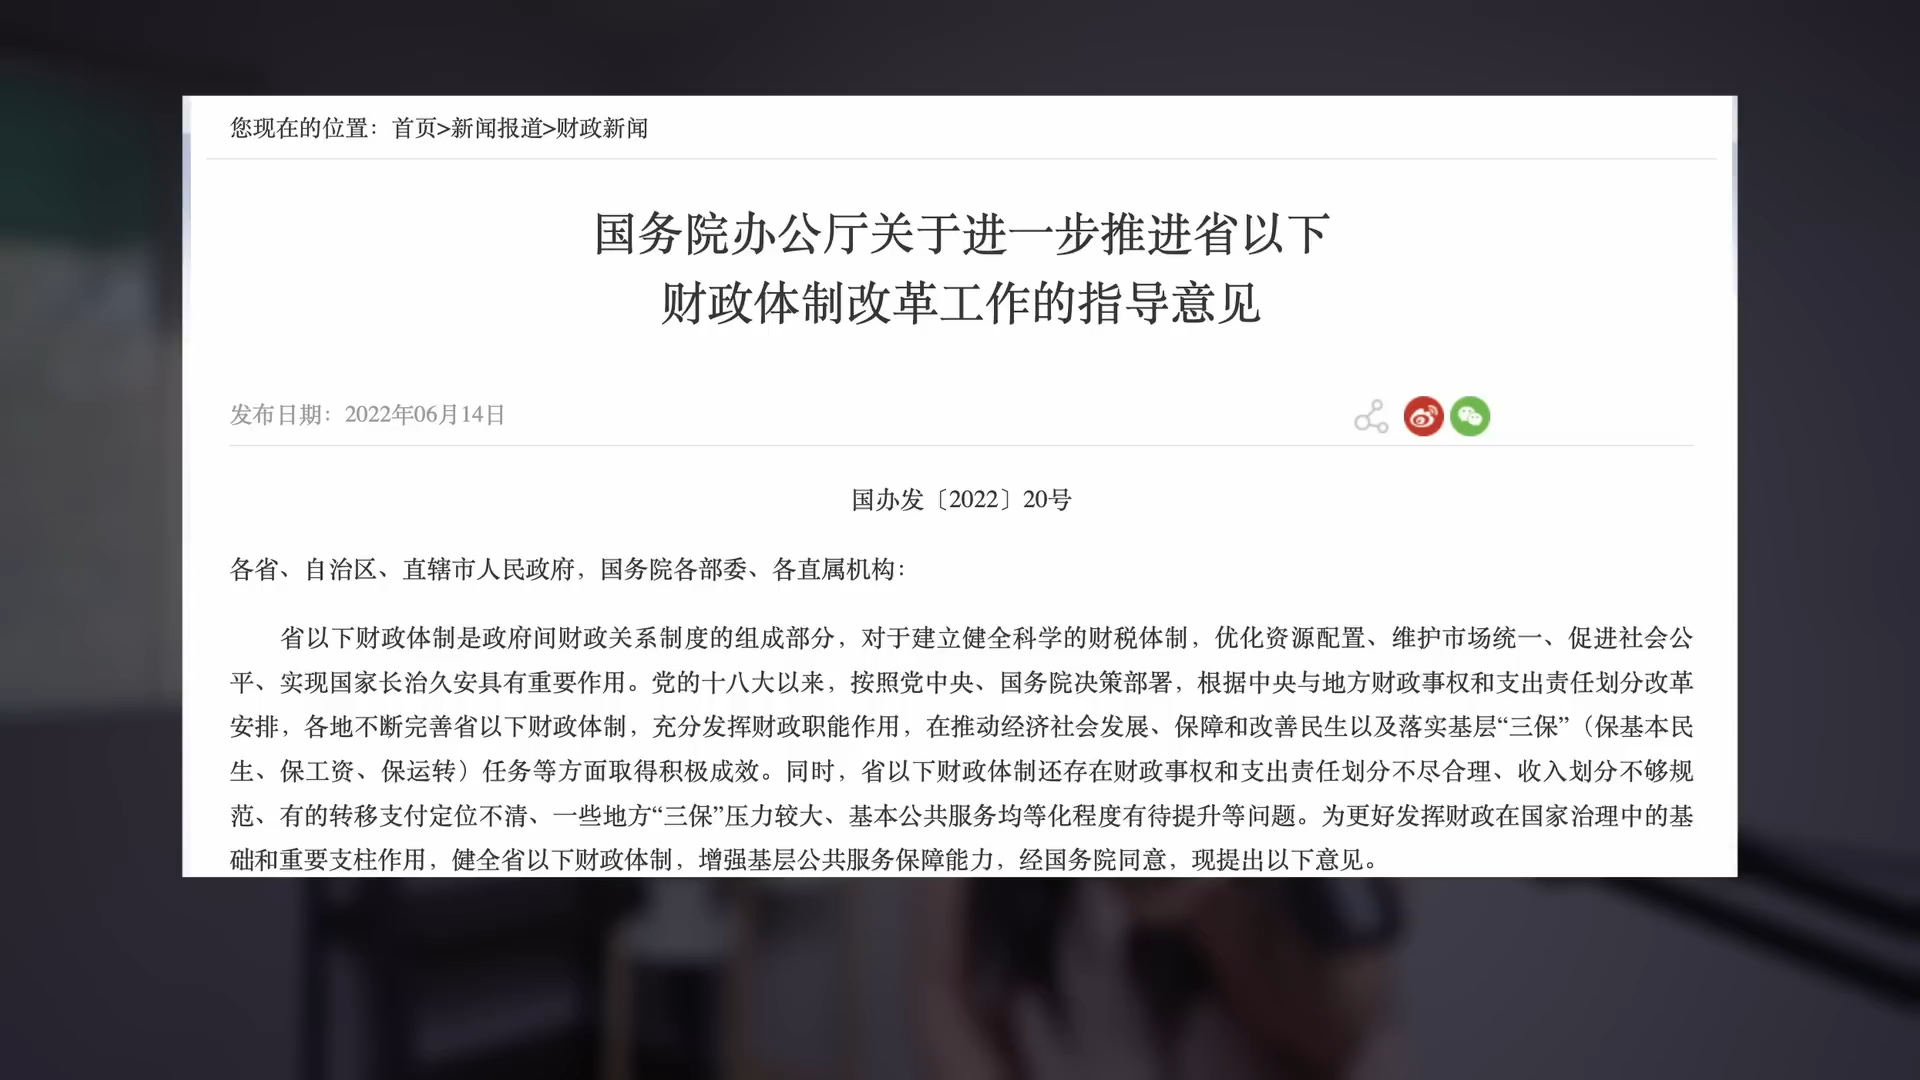 您现在的位置：首页>新闻报道>财政新闻
国务院办公厅关于进一步推进省以下
财政体制改革工作的指导意见
发布日期：2022年06月14日
国办发〔2022〕20号
各省、自治区、直辖市人民政府，国务院各部委、各直属机构：
省以下财政体制是政府间财政关系制度的组成部分，对于建立健全科学的财税体制，优化资源配置、维护市场统一、促进社会公
平、实现国家长治久安具有重要作用。党的十八大以来，按照党中央、国务院决策部署，根据中央与地方财政事权和支出责任划分改革
安排，各地不断完善省以下财政体制，充分发挥财政职能作用，在推动经济社会发展、保障和改善民生以及落实基层“三保”（保基本民
生、保工资、保运转）任务等方面取得积极成效。同时，省以下财政体制还存在财政事权和支出责任划分不尽合理、收入划分不够规
范、有的转移支付定位不清、一些地方“三保”压力较大、基本公共服务均等化程度有待提升等问题。为更好发挥财政在国家治理中的基
础和重要支柱作用，健全省以下财政体制，增强基层公共服务保障能力，经国务院同意，现提出以下意见。